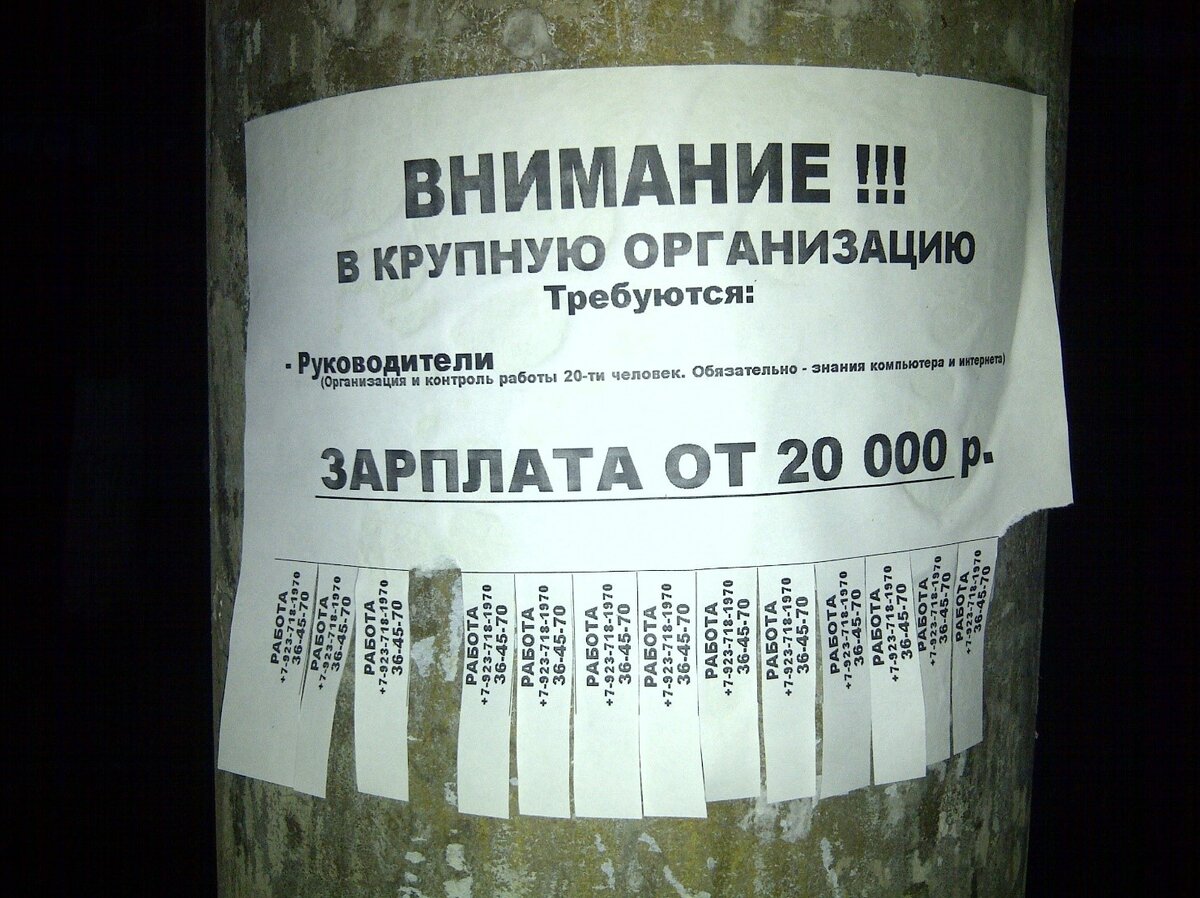 ВНИМАНИЕ !!!
В КРУПНУЮ ОРГАНИЗАЦИЮ
Требуются:
- Руководители
(Организация и контроль работы 20-ти человек. Обязательно - знания компьютера и интернета)
ЗАРПЛАТА ОТ 20 000 р.
РАБОТА
+7-923-718-1970
36-45-70
РАБОТА
+7-923-718-1970
36-45-70
РАБОТА
+7-923-718-1970
36-45-70
РАБОТА
+7-923-718-1970
36-45-70
РАБОТА
+7-923-718-1970
36-45-70
РАБОТА
+7-923-718-1970
36-45-70
РАБОТА
+7-923-718-1970
36-45-70
РАБОТА
+7-923-718-1970
36-45-70
РАБОТА
+7-923-718-1970
36-45-70
РАБОТА
+7-923-718-1970
36-45-70
РАБОТА
+7-923-718-1970
36-45-70
РАБОТА
+7-923-718-1970
36-45-70
РАБОТА
+7-923-718-1970
36-45-70